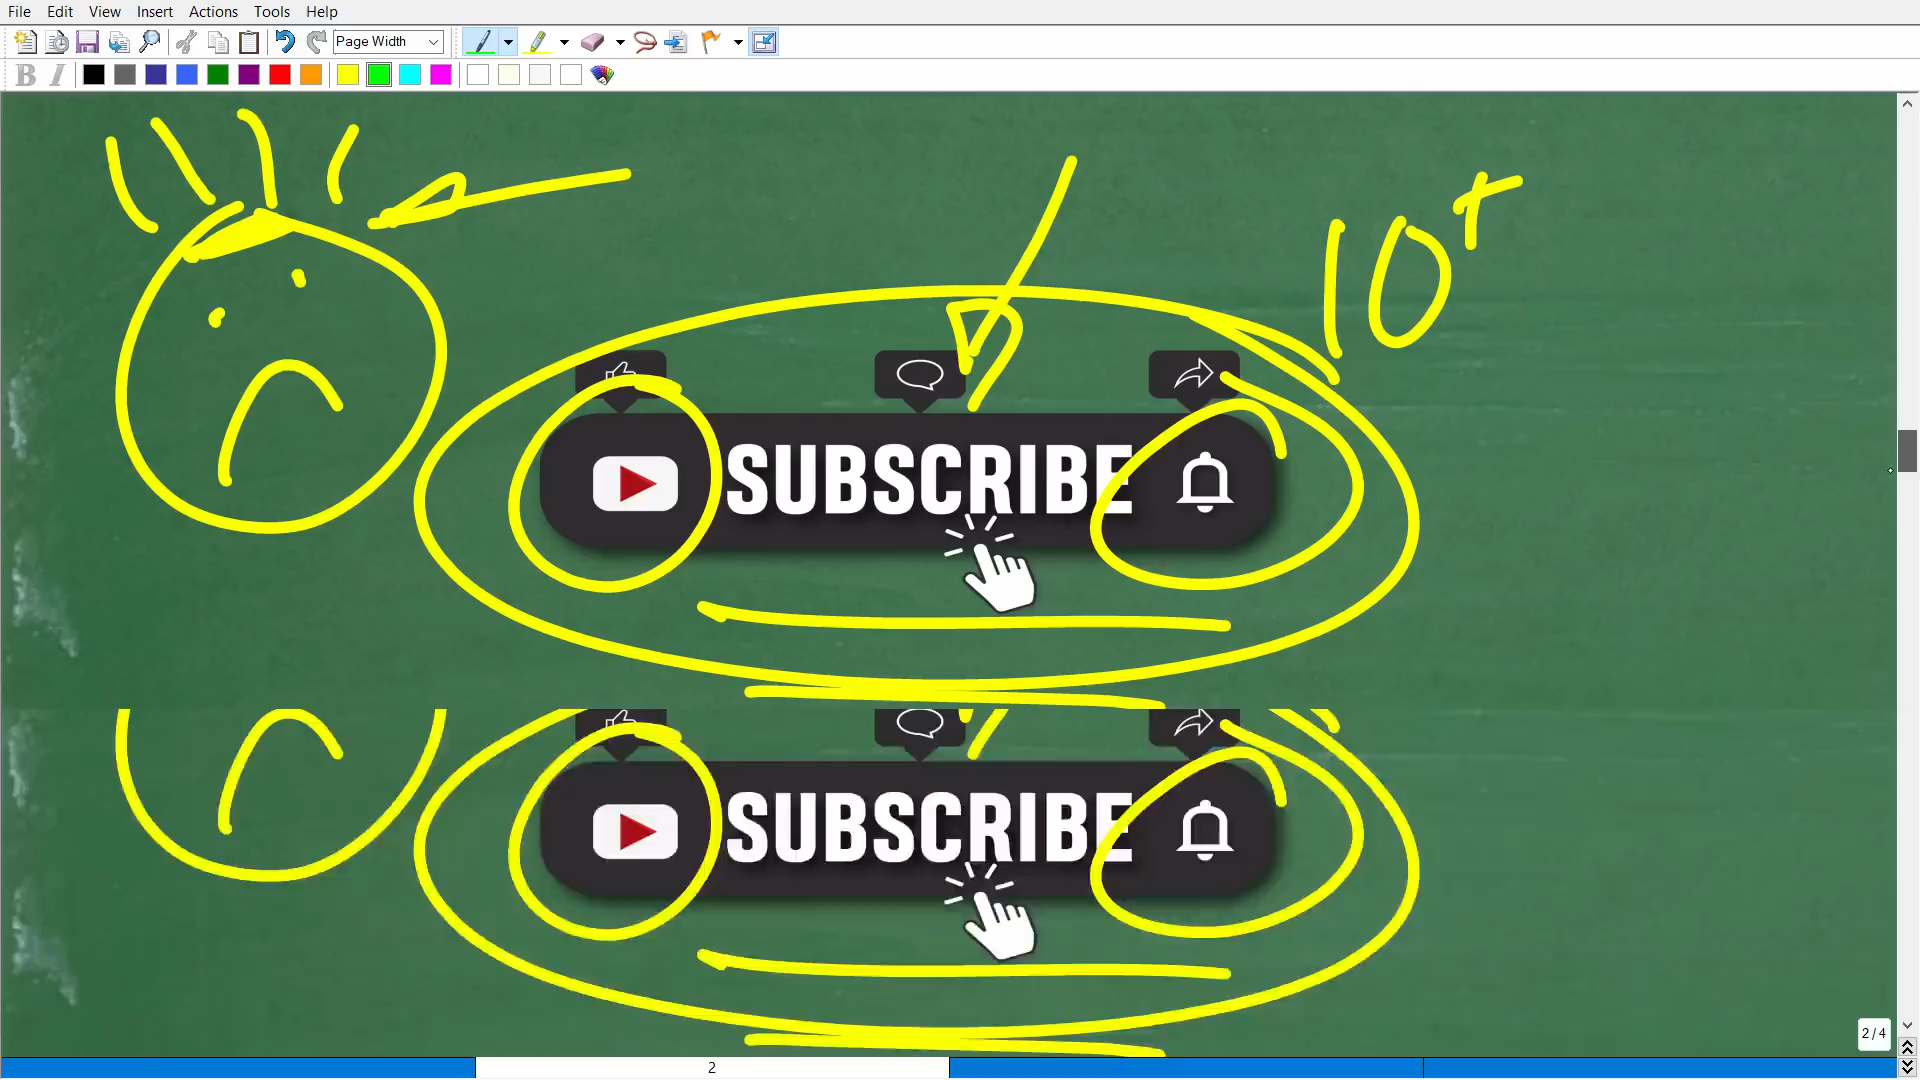 File Edit View Insert Actions Tools Help
Page Width
B I
10+
SUBSCRIBE
SUBSCRIBE
2 / 4
2